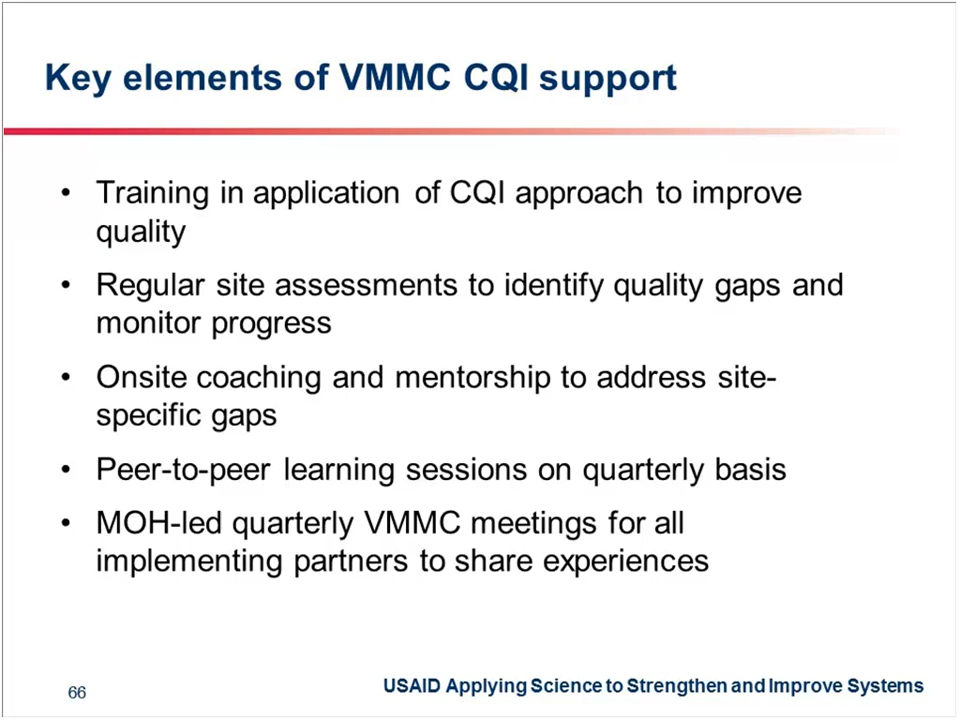 Key elements of VMMC CQI support
• Training in application of CQI approach to improve
quality
• Regular site assessments to identify quality gaps and
monitor progress
• Onsite coaching and mentorship to address site-
specific gaps
• Peer-to-peer learning sessions on quarterly basis
• MOH-led quarterly VMMC meetings for all
implementing partners to share experiences
66
USAID Applying Science to Strengthen and Improve Systems